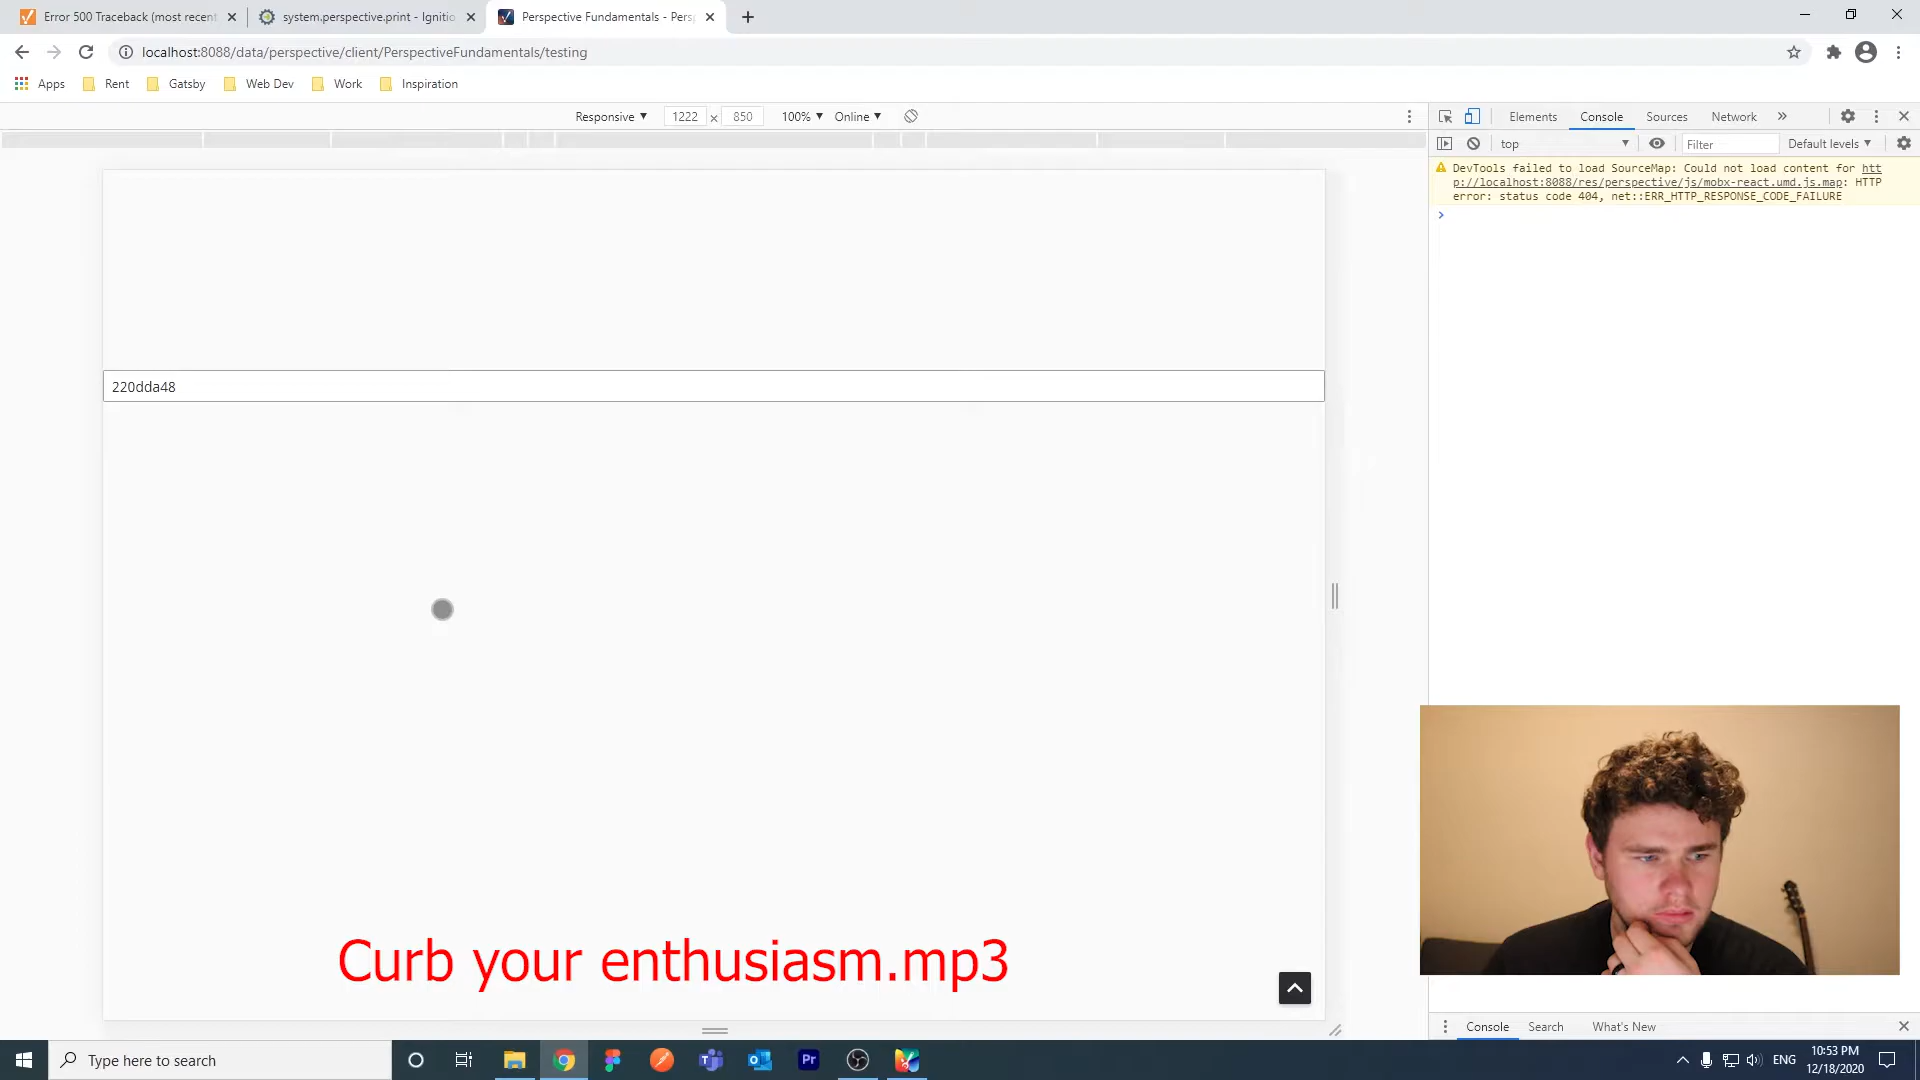 Error 500 Traceback (most recent
system.perspective.print - Ignitio
Perspective Fundamentals - Pers
localhost:8088/data/perspective/client/PerspectiveFundamentals/testing
Apps Rent Gatsby Web Dev Work Inspiration
Responsive 1222 × 850 100% Online
Elements Console Sources Network
top Filter Default levels
DevTools failed to load SourceMap: Could not load content for htt
p://localhost:8088/res/perspective/js/mobx-react.umd.js.map: HTTP
error: status code 404, net::ERR_HTTP_RESPONSE_CODE_FAILURE
220dda48
Curb your enthusiasm.mp3
Console Search What's New
Type here to search
Pr
ENG
10:53 PM
12/18/2020